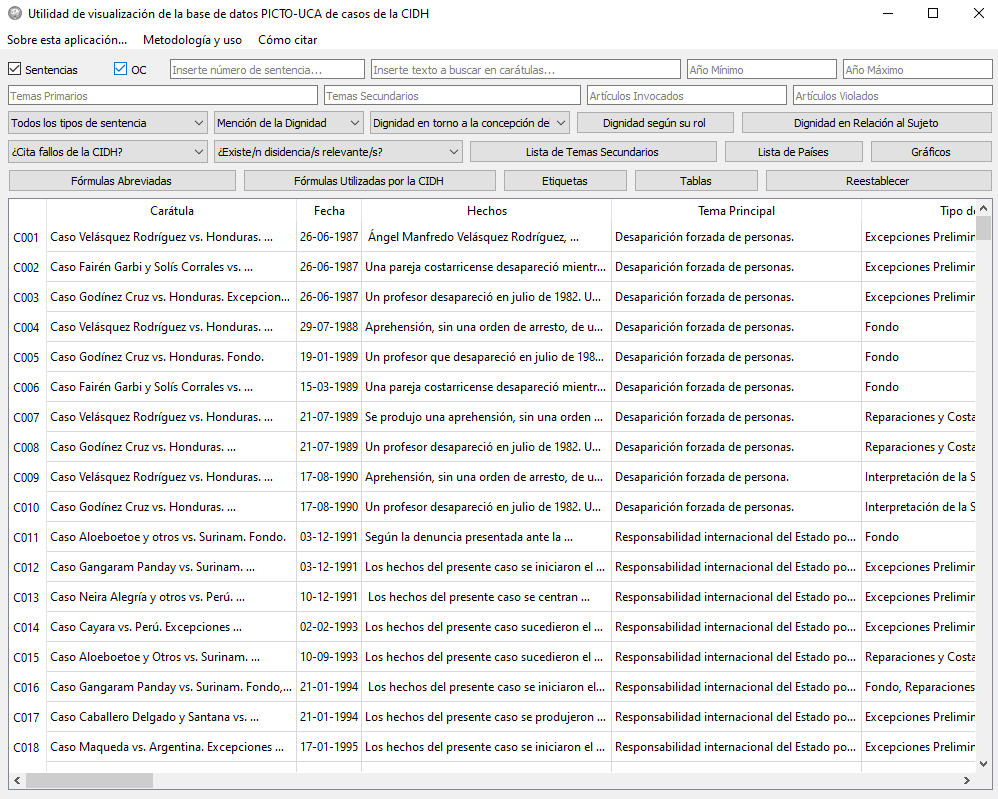 Utilidad de visualización de la base de datos PICTO-UCA de casos de la CIDH
Sobre esta aplicación... Metodología y uso Cómo citar
Sentencias OC Inserte número de sentencia... Inserte texto a buscar en carátulas... Año Mínimo Año Máximo
Temas Primarios Temas Secundarios Artículos Invocados Artículos Violados
Todos los tipos de sentencia Mención de la Dignidad Dignidad en torno a la concepción de Dignidad según su rol Dignidad en Relación al Sujeto
¿Cita fallos de la CIDH? ¿Existe/n disidencia/s relevante/s? Lista de Temas Secundarios Lista de Países Gráficos
Fórmulas Abreviadas Fórmulas Utilizadas por la CIDH Etiquetas Tablas Reestablecer
Carátula Fecha Hechos Tema Principal Tipo de
C001 Caso Velásquez Rodríguez vs. Honduras. ... 26-06-1987 Ángel Manfredo Velásquez Rodríguez, ... Desaparición forzada de personas. Excepciones Prelimin
C002 Caso Fairén Garbi y Solís Corrales vs. ... 26-06-1987 Una pareja costarricense desapareció mientr... Desaparición forzada de personas. Excepciones Prelimin
C003 Caso Godínez Cruz vs. Honduras. Excepcion... 26-06-1987 Un profesor desapareció en julio de 1982. U... Desaparición forzada de personas. Excepciones Prelimin
C004 Caso Velásquez Rodríguez vs. Honduras. ... 29-07-1988 Aprehensión, sin una orden de arresto, de u... Desaparición forzada de personas. Fondo
C005 Caso Godínez Cruz vs. Honduras. Fondo. 19-01-1989 Un profesor que desapareció en julio de 198... Desaparición forzada de personas. Fondo
C006 Caso Fairén Garbi y Solís Corrales vs. ... 15-03-1989 Una pareja costarricense desapareció mientr... Desaparición forzada de personas. Fondo
C007 Caso Velásquez Rodríguez vs. Honduras. ... 21-07-1989 Se produjo una aprehensión, sin una orden ... Desaparición forzada de personas. Reparaciones y Costa
C008 Caso Godínez Cruz vs. Honduras. ... 21-07-1989 Un profesor desapareció en julio de 1982. U... Desaparición forzada de personas. Reparaciones y Costa
C009 Caso Velásquez Rodríguez vs. Honduras. ... 17-08-1990 Aprehensión, sin una orden de arresto, de u... Desaparición forzada de personas. Interpretación de la S
C010 Caso Godínez Cruz vs. Honduras. ... 17-08-1990 Un profesor desapareció en julio de 1982. U... Desaparición forzada de personas. Interpretación de la S
C011 Caso Aloeboetoe y otros vs. Surinam. Fondo. 03-12-1991 Según la denuncia presentada ante la ... Responsabilidad internacional del Estado po... Fondo
C012 Caso Gangaram Panday vs. Surinam. ... 03-12-1991 Los hechos del presente caso se iniciaron el ... Responsabilidad internacional del Estado po... Excepciones Prelimin
C013 Caso Neira Alegría y otros vs. Perú. ... 10-12-1991 Los hechos del presente caso se centran ... Responsabilidad internacional del Estado po... Excepciones Prelimin
C014 Caso Cayara vs. Perú. Excepciones ... 02-02-1993 Los hechos del presente caso sucedieron el ... Responsabilidad internacional del Estado po... Excepciones Prelimin
C015 Caso Aloeboetoe y Otros vs. Surinam. ... 10-09-1993 Los hechos del presente caso sucedieron el ... Responsabilidad internacional del Estado po... Reparaciones y Costa
C016 Caso Gangaram Panday vs. Surinam. Fondo,... 21-01-1994 Los hechos del presente caso se iniciaron el... Responsabilidad internacional del Estado po... Fondo, Reparaciones
C017 Caso Caballero Delgado y Santana vs. ... 21-01-1994 Los hechos del presente caso se produjeron ... Responsabilidad internacional del Estado po... Excepciones Prelimin
C018 Caso Maqueda vs. Argentina. Excepciones ... 17-01-1995 Los hechos del presente caso se iniciaron el ... Responsabilidad internacional del Estado po... Excepciones Prelimin